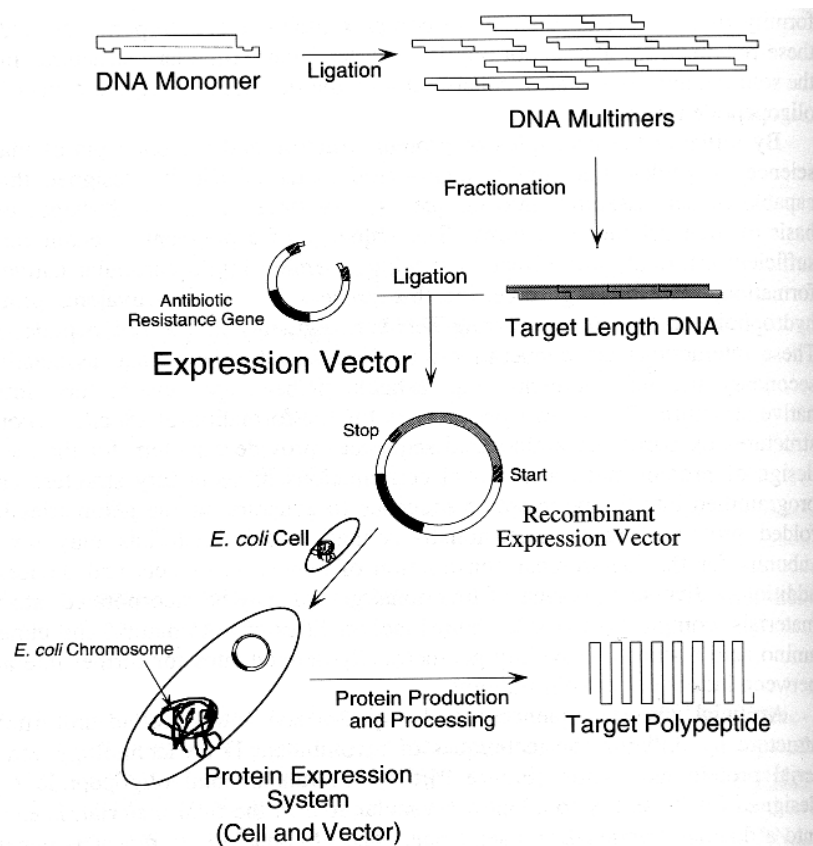 DNA Monomer
Ligation
DNA Multimers
Fractionation
Antibiotic
Resistance Gene
Ligation
Target Length DNA
Expression Vector
Stop
Start
Recombinant
Expression Vector
E. coli Cell
E. coli Chromosome
Protein Production
and Processing
Target Polypeptide
Protein Expression
System
(Cell and Vector)